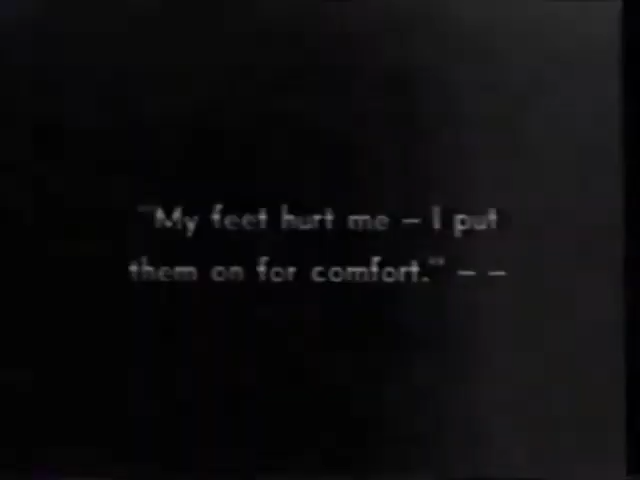 "My feet hurt me – I put
them on for comfort." – –